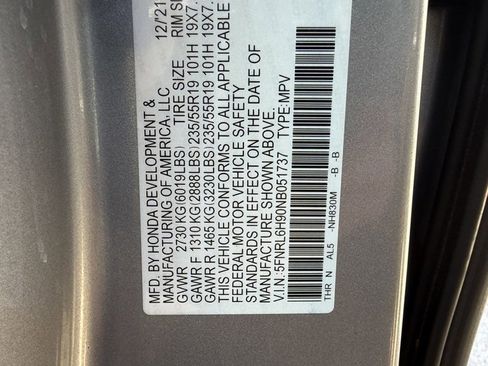 MFD. BY HONDA DEVELOPMENT &
MANUFACTURING OF AMERICA, LLC 12/'21
GVWR 2730 KG(6019LBS) TIRE SIZE RIM SI
GAWR F 1310 KG(2888LBS)235/55R19 101H 19X7.
GAWR R 1465 KG(3230LBS)235/55R19 101H 19X7.
THIS VEHICLE CONFORMS TO ALL APPLICABLE
FEDERAL MOTOR VEHICLE SAFETY
STANDARDS IN EFFECT ON THE DATE OF
MANUFACTURE SHOWN ABOVE.
V.I.N: 5FNRL6H90NB051737 TYPE:MPV
THR N AL5 -NH830M -B -B